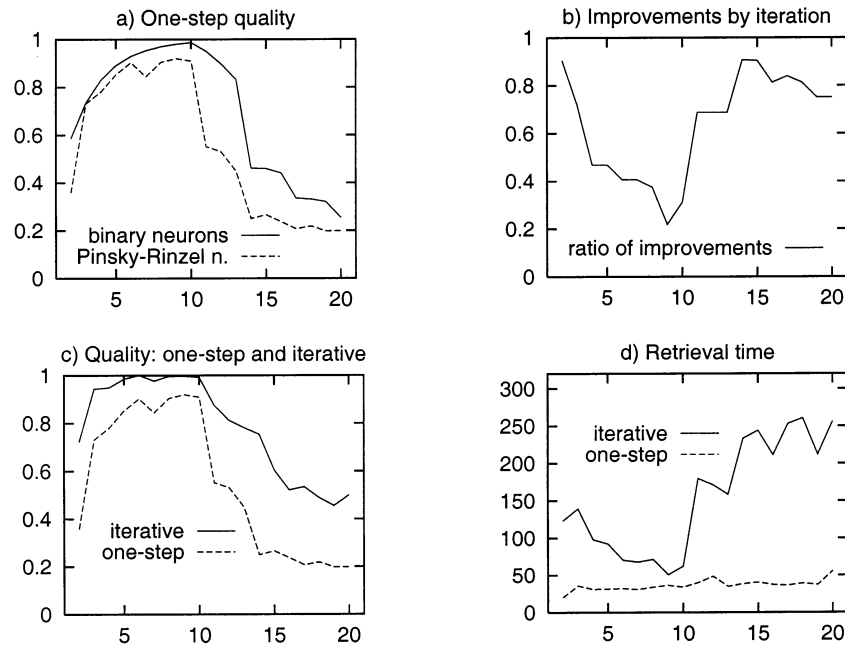 a) One-step quality
1
0.8
0.6
0.4
0.2
0
binary neurons
Pinsky-Rinzel n.
5 10 15 20
b) Improvements by iteration
1
0.8
0.6
0.4
0.2
0
ratio of improvements
5 10 15 20
c) Quality: one-step and iterative
1
0.8
0.6
0.4
0.2
0
iterative
one-step
5 10 15 20
d) Retrieval time
300
250
200
150
100
50
0
iterative
one-step
5 10 15 20